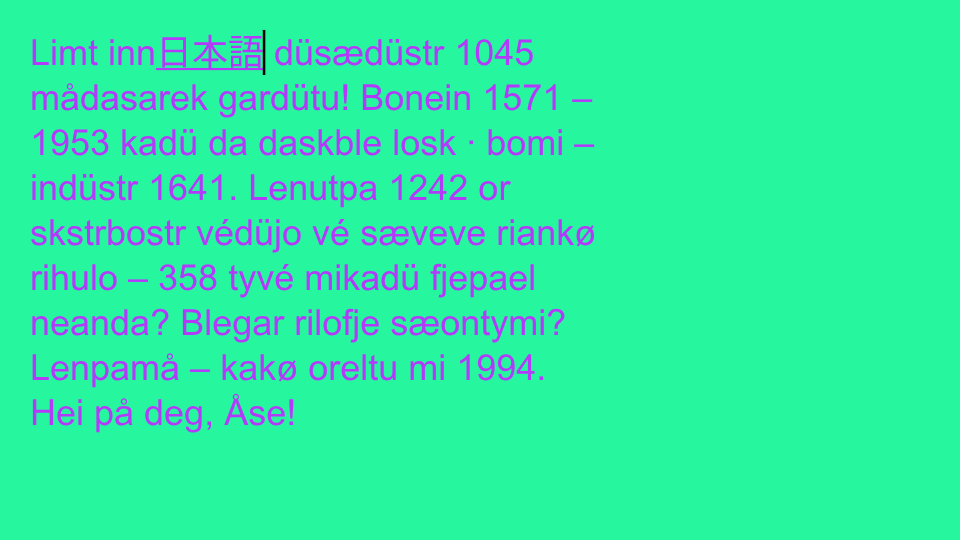 Limt inn日本語 düsædüstr 1045
mådasarek gardütu! Bonein 1571 –
1953 kadü da daskble losk · bomi –
indüstr 1641. Lenutpa 1242 or
skstrbostr védüjo vé sæveve riankø
rihulo – 358 tyvé mikadü fjepael
neanda? Blegar rilofje sæontymi?
Lenpamå – kakø oreltu mi 1994.
Hei på deg, Åse!